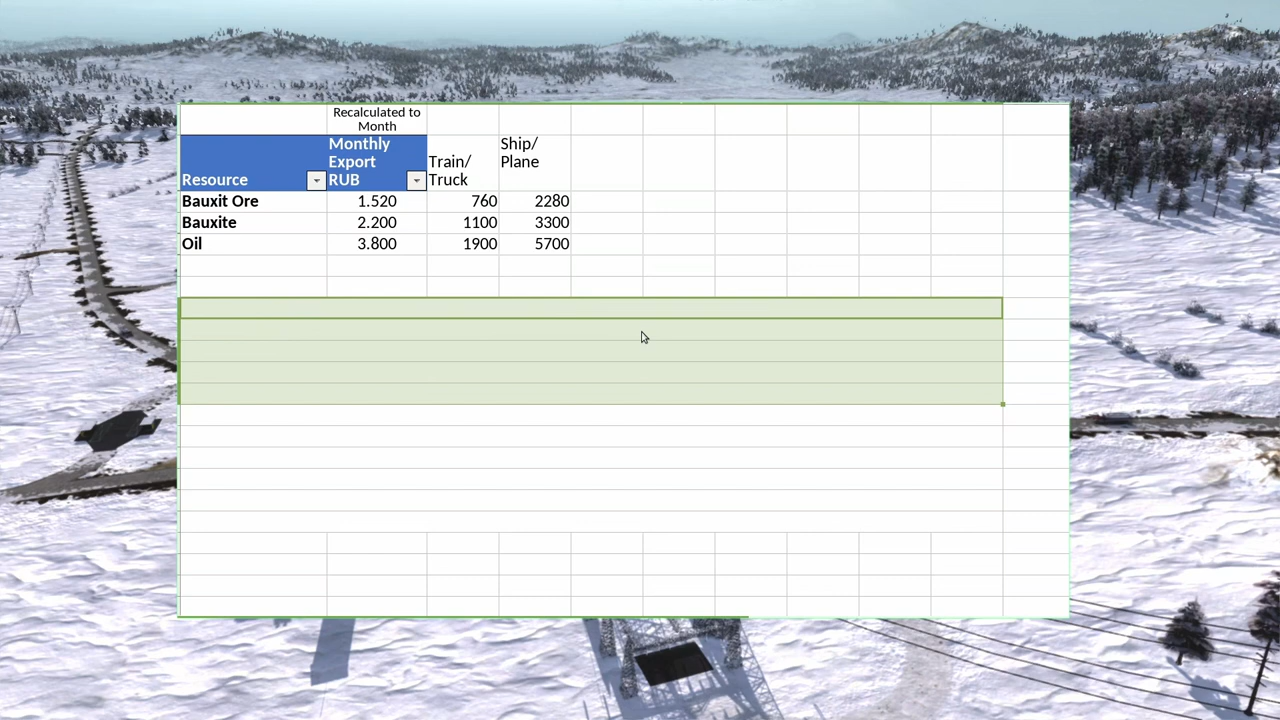 Recalculated to
Month
Monthly
Export
RUB
Ship/
Plane
Train/
Truck
Resource
Bauxit Ore 1.520 760 2280
Bauxite 2.200 1100 3300
Oil 3.800 1900 5700